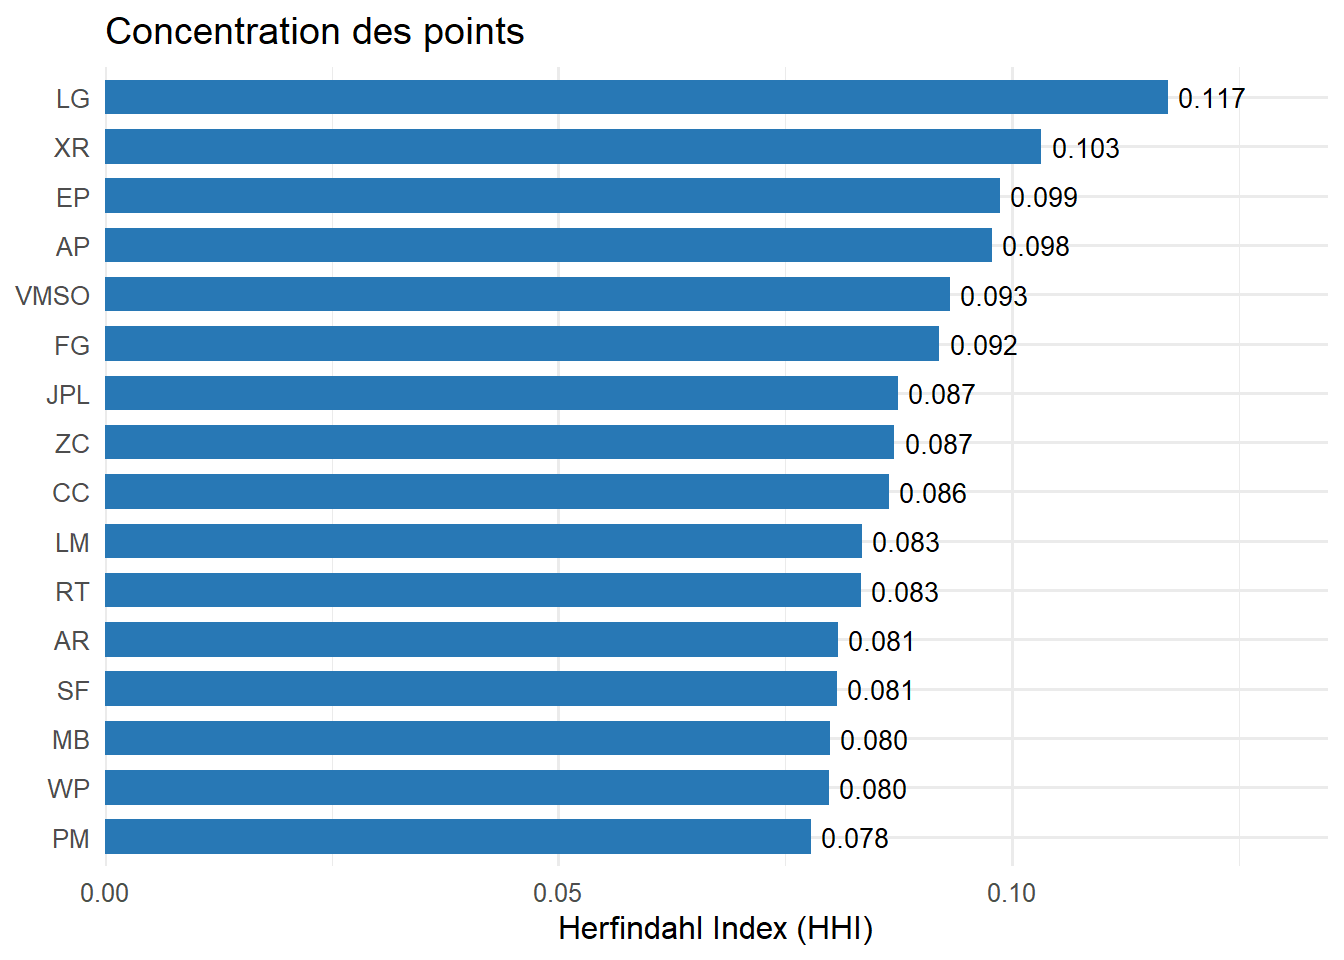 Concentration des points
LG 0.117
XR 0.103
EP 0.099
AP 0.098
VMSO 0.093
FG 0.092
JPL 0.087
ZC 0.087
CC 0.086
LM 0.083
RT 0.083
AR 0.081
SF 0.081
MB 0.080
WP 0.080
PM 0.078
0.00 0.05 0.10
Herfindahl Index (HHI)